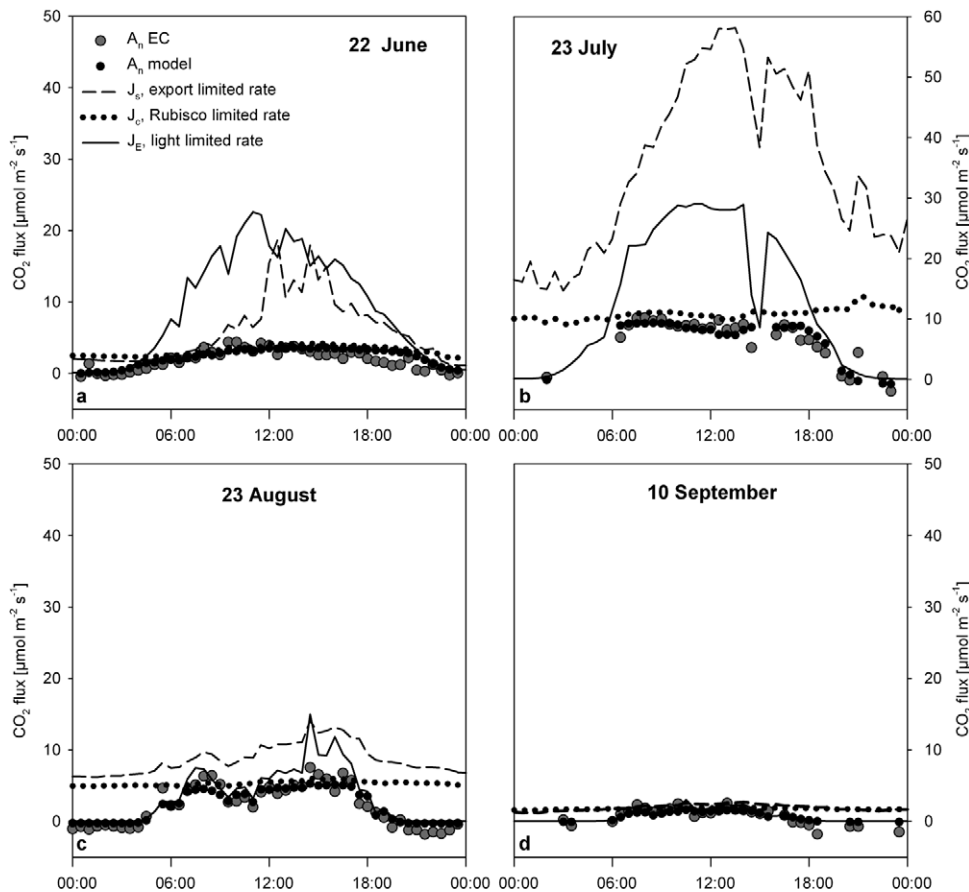 22 June
A_n EC
A_n model
J_s, export limited rate
J_c, Rubisco limited rate
J_E, light limited rate
CO₂ flux [µmol m⁻² s⁻¹]
50
40
30
20
10
0
a
00:00 06:00 12:00 18:00 00:00
23 July
60
50
40
30
20
10
0
CO₂ flux [µmol m⁻² s⁻¹]
b
00:00 06:00 12:00 18:00 00:00
23 August
CO₂ flux [µmol m⁻² s⁻¹]
50
40
30
20
10
0
c
00:00 06:00 12:00 18:00 00:00
10 September
50
40
30
20
10
0
CO₂ flux [µmol m⁻² s⁻¹]
d
00:00 06:00 12:00 18:00 00:00